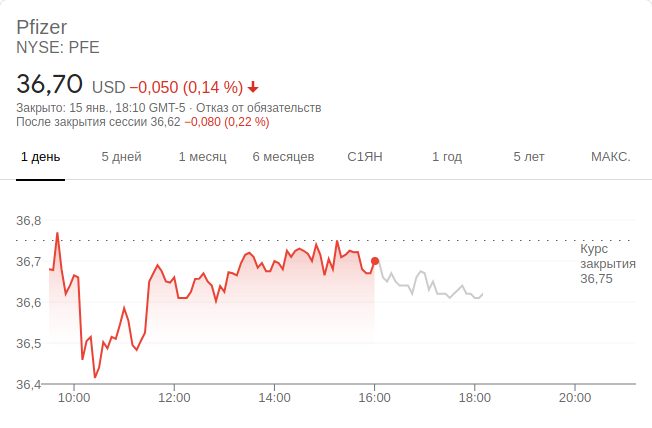 Pfizer
NYSE: PFE
36,70 USD −0,050 (0,14 %)
Закрыто: 15 янв., 18:10 GMT-5 · Отказ от обязательств
После закрытия сессии 36,62 −0,080 (0,22 %)
1 день 5 дней 1 месяц 6 месяцев С1ЯН 1 год 5 лет МАКС.
36,8
Курс
36,7
закрытия
36,75
36,6
36,5
36,4
10:00 12:00 14:00 16:00 18:00 20:00